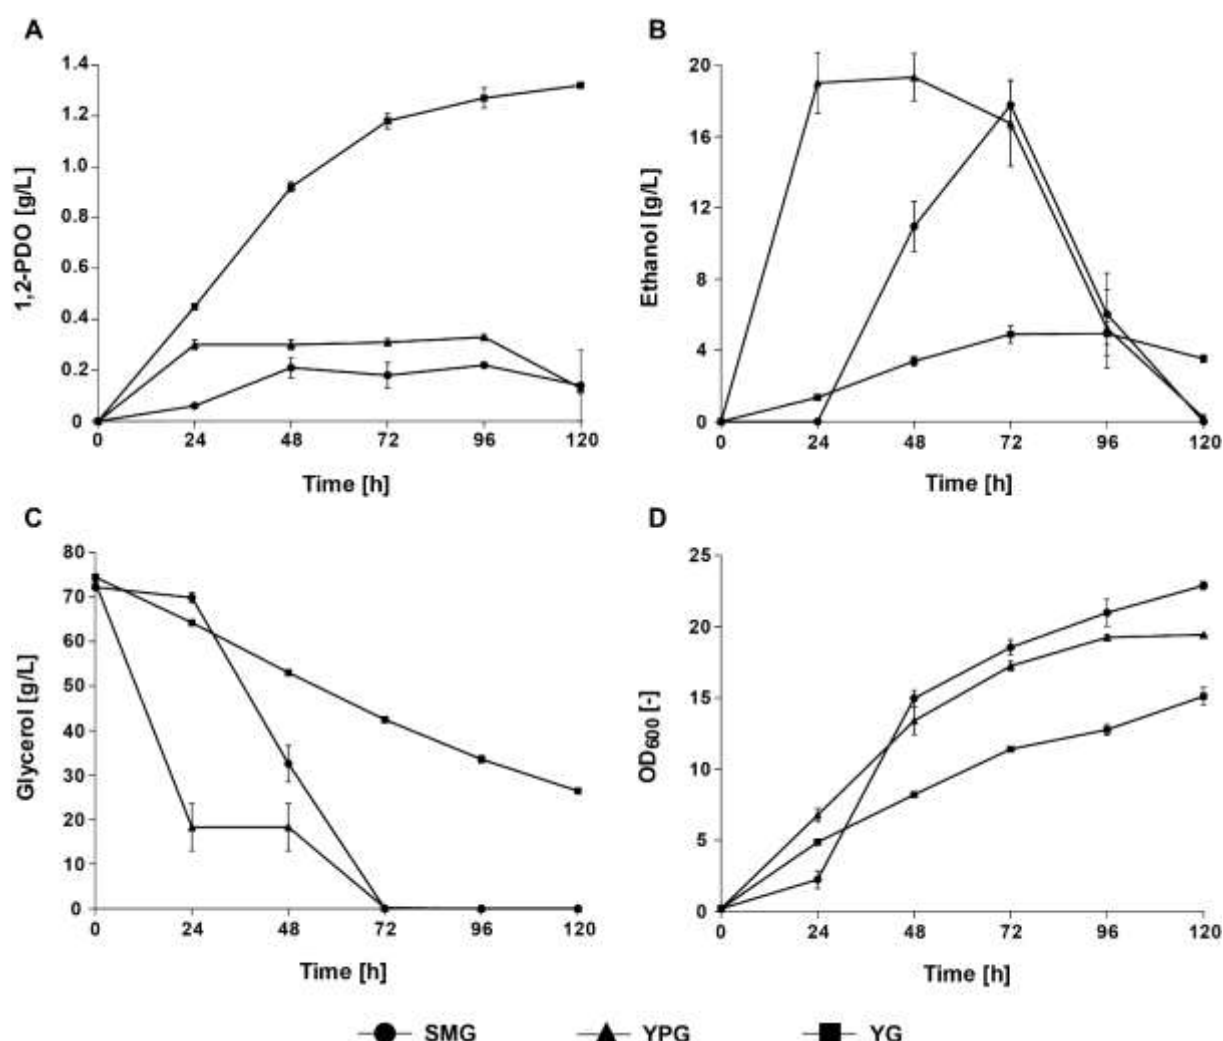 A
1,2-PDO [g/L]
1.4
1.2
1.0
0.8
0.6
0.4
0.2
0
0 24 48 72 96 120
Time [h]
B
Ethanol [g/L]
20
16
12
8
4
0
0 24 48 72 96 120
Time [h]
C
Glycerol [g/L]
80
70
60
50
40
30
20
10
0
0 24 48 72 96 120
Time [h]
D
OD600 [-]
25
20
15
10
5
0
0 24 48 72 96 120
Time [h]
SMG YPG YG